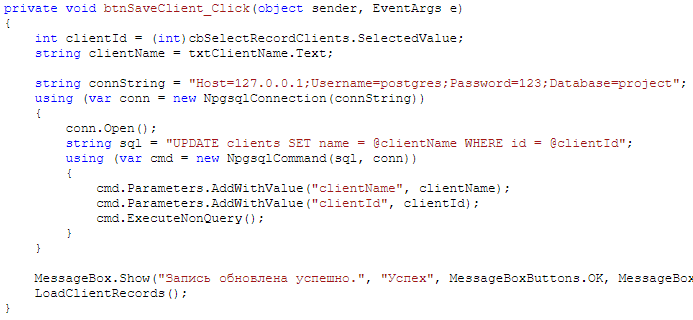 private void btnSaveClient_Click(object sender, EventArgs e)
{
    int clientId = (int)cbSelectRecordClients.SelectedValue;
    string clientName = txtClientName.Text;

    string connString = "Host=127.0.0.1;Username=postgres;Password=123;Database=project";
    using (var conn = new NpgsqlConnection(connString))
    {
        conn.Open();
        string sql = "UPDATE clients SET name = @clientName WHERE id = @clientId";
        using (var cmd = new NpgsqlCommand(sql, conn))
        {
            cmd.Parameters.AddWithValue("clientName", clientName);
            cmd.Parameters.AddWithValue("clientId", clientId);
            cmd.ExecuteNonQuery();
        }
    }

    MessageBox.Show("Запись обновлена успешно.", "Успех", MessageBoxButtons.OK, MessageBox
    LoadClientRecords();
}